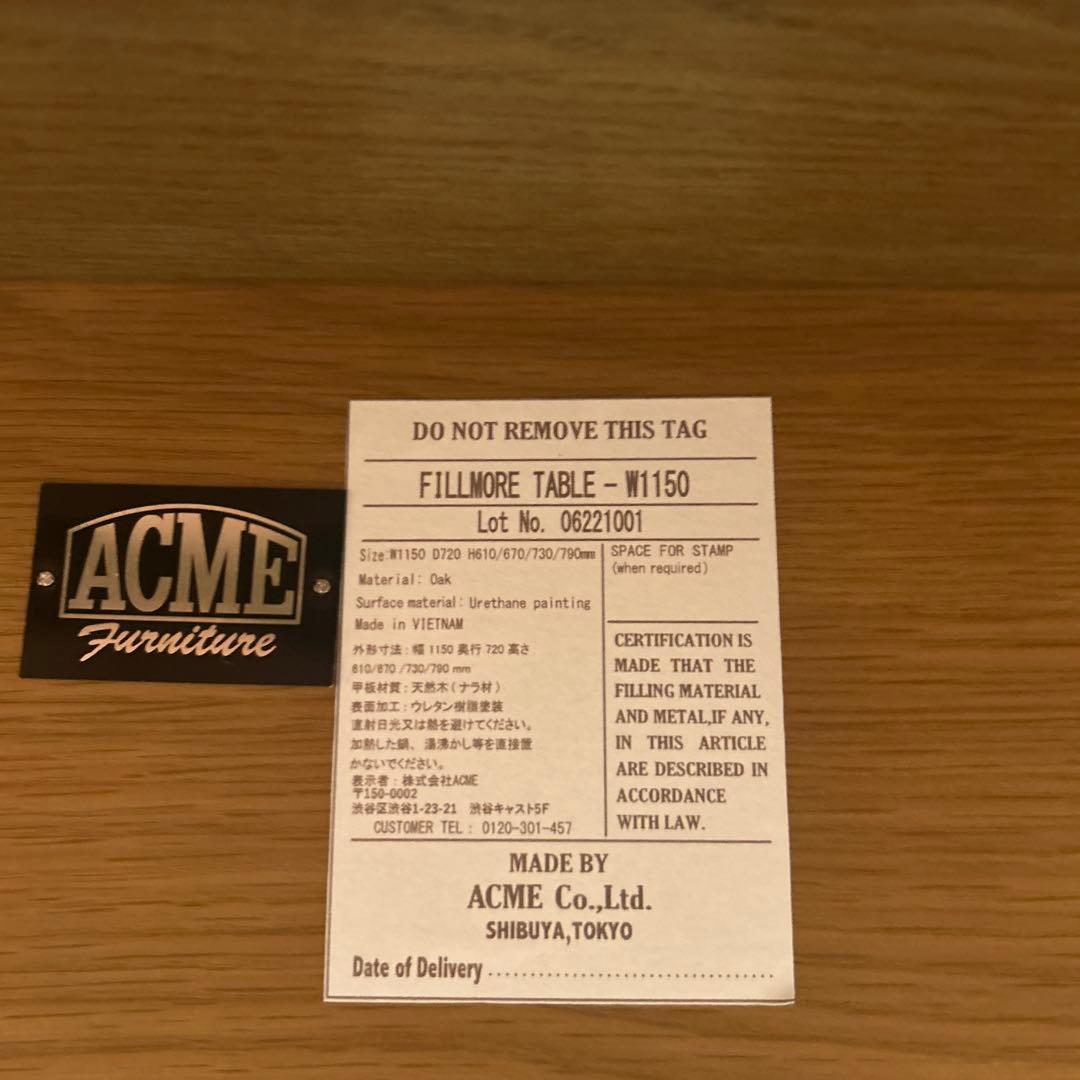 ACME
Furniture
DO NOT REMOVE THIS TAG
FILLMORE TABLE - W1150
Lot No. 06221001
Size:W1150 D720 H610/670/730/790mm
Material: Oak
Surface material: Urethane painting
Made in VIETNAM
外形寸法:幅1150 奥行720 高さ
610/670 /730/790 mm
甲板材質:天然木(ナラ材)
表面加工:ウレタン樹脂塗装
直射日光又は熱を避けてください。
加熱した鍋、湯沸かし等を直接置
かないでください。
表示者:株式会社ACME
〒150-0002
渋谷区渋谷1-23-21 渋谷キャスト5F
CUSTOMER TEL: 0120-301-457
SPACE FOR STAMP
(when required)
CERTIFICATION IS
MADE THAT THE
FILLING MATERIAL
AND METAL,IF ANY,
IN THIS ARTICLE
ARE DESCRIBED IN
ACCORDANCE
WITH LAW.
MADE BY
ACME Co.,Ltd.
SHIBUYA,TOKYO
Date of Delivery